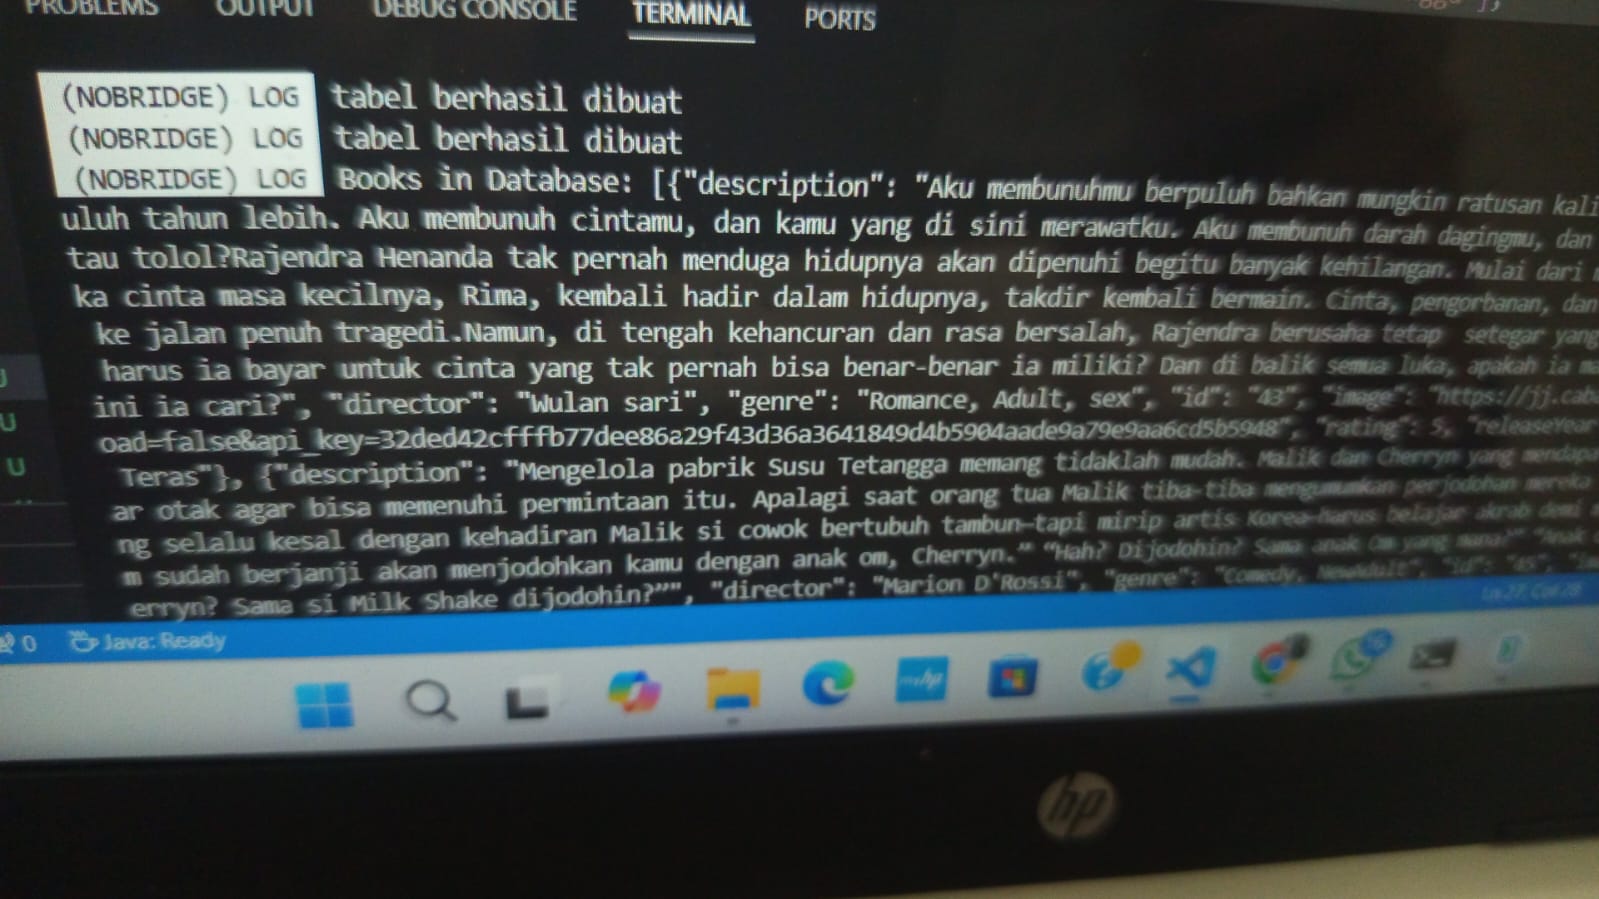 PROBLEMS OUTPUT DEBUG CONSOLE TERMINAL PORTS
(NOBRIDGE) LOG tabel berhasil dibuat
(NOBRIDGE) LOG tabel berhasil dibuat
(NOBRIDGE) LOG Books in Database: [{"description": "Aku membunuhmu berpuluh bahkan mungkin ratusan kali
uluh tahun lebih. Aku membunuh cintamu, dan kamu yang di sini merawatku. Aku membunuh darah dagingmu, dan
tau tolol?Rajendra Henanda tak pernah menduga hidupnya akan dipenuhi begitu banyak kehilangan. Mulai dari
ka cinta masa kecilnya, Rima, kembali hadir dalam hidupnya, takdir kembali bermain. Cinta, pengorbanan, dan
ke jalan penuh tragedi.Namun, di tengah kehancuran dan rasa bersalah, Rajendra berusaha tetap setegar yang
harus ia bayar untuk cinta yang tak pernah bisa benar-benar ia miliki? Dan di balik semua luka, apakah ia
ini ia cari?", "director": "Wulan sari", "genre": "Romance, Adult, sex", "id": "43", "image": "https://jj.cab
oad=false&api_key=32ded42cfffb77dee86a29f43d36a3641849d4b5904aade9a79e9aa6cd5b5948", "rating": 5, "releaseYear
Teras"}, {"description": "Mengelola pabrik Susu Tetangga memang tidaklah mudah. Malik dan Cherryn yang mendapa
ar otak agar bisa memenuhi permintaan itu. Apalagi saat orang tua Malik tiba-tiba mengumumkan perjodohan mereka
ng selalu kesal dengan kehadiran Malik si cowok bertubuh tambun—tapi mirip artis Korea—harus belajar akrab demi
m sudah berjanji akan menjodohkan kamu dengan anak om, Cherryn.” “Hah? Dijodohin? Sama anak Om yang mana?”
erryn? Sama si Milk Shake dijodohin?”", "director": "Marion D'Rossi", "genre": "Comedy, NewAdult", "id": "45",
0 Java: Ready
myhp
hp